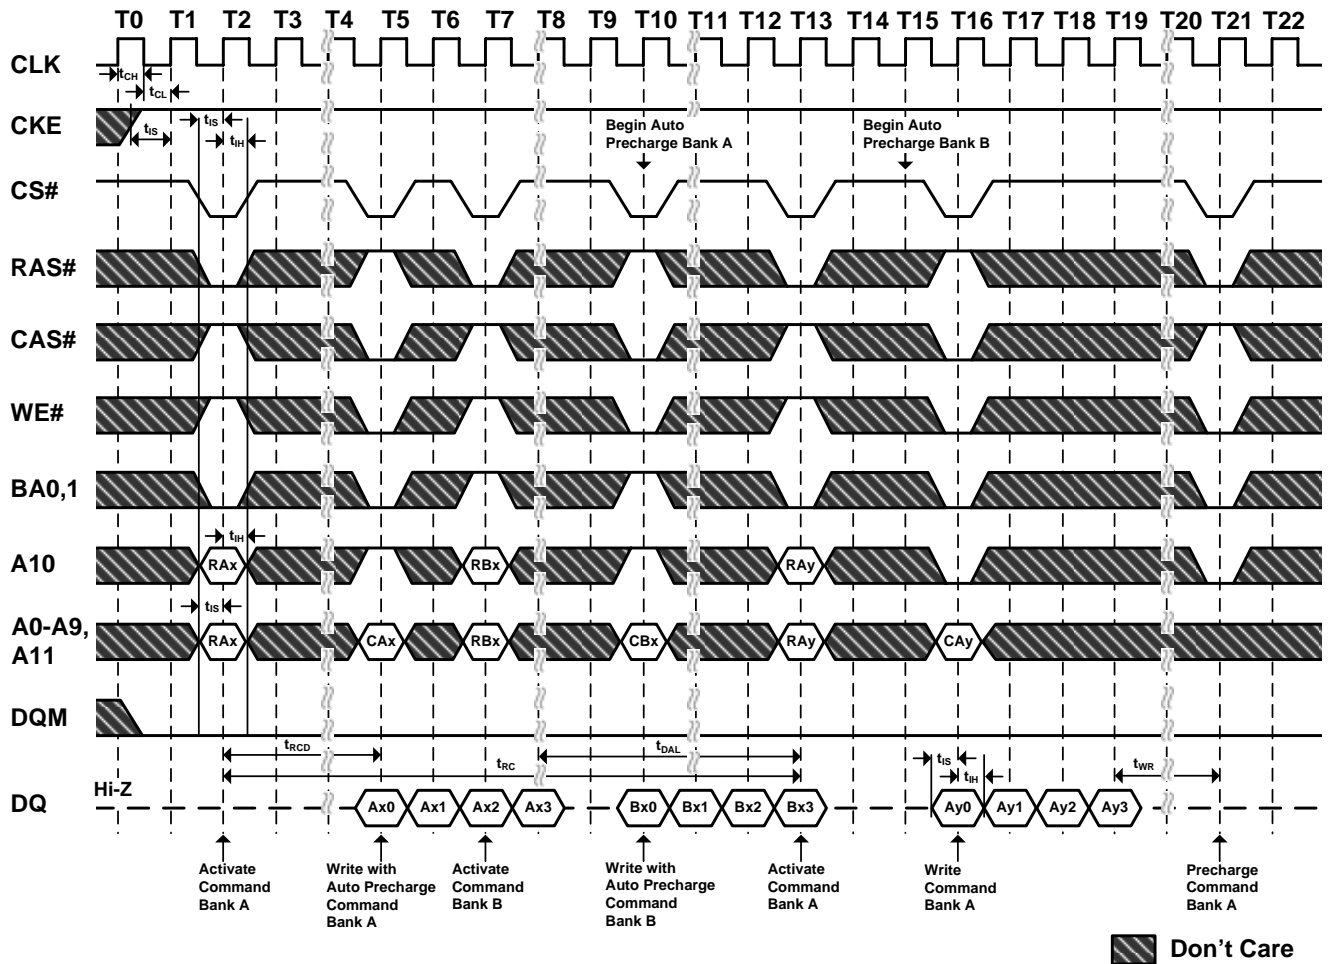 T0 T1 T2 T3 T4 T5 T6 T7 T8 T9 T10 T11 T12 T13 T14 T15 T16 T17 T18 T19 T20 T21 T22
CLK
tCH
tCL
CKE
tIS
tIS
tIH
Begin Auto
Precharge Bank A
Begin Auto
Precharge Bank B
CS#
RAS#
CAS#
WE#
BA0,1
tIH
A10
RAx RBx RAy
tIS
A0-A9,
A11
RAx CAx RBx CBx RAy CAy
DQM
tRCD
tDAL
tRC
tIS
tIH
tWR
Hi-Z
DQ
Ax0 Ax1 Ax2 Ax3 Bx0 Bx1 Bx2 Bx3 Ay0 Ay1 Ay2 Ay3
Activate
Command
Bank A
Write with
Auto Precharge
Command
Bank A
Activate
Command
Bank B
Write with
Auto Precharge
Command
Bank B
Activate
Command
Bank A
Write
Command
Bank A
Precharge
Command
Bank A
Don't Care